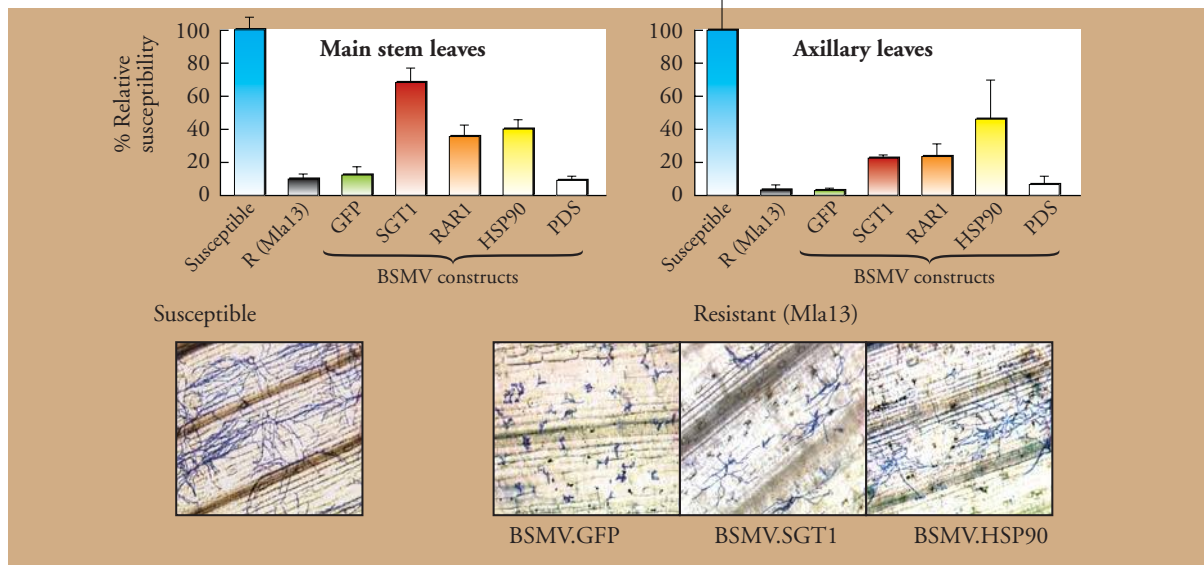 Main stem leaves
% Relative
susceptibility
100
80
60
40
20
0
Susceptible
R (Mla13)
GFP
SGT1
RAR1
HSP90
PDS
BSMV constructs
Axillary leaves
100
80
60
40
20
0
Susceptible
R (Mla13)
GFP
SGT1
RAR1
HSP90
PDS
BSMV constructs
Susceptible
Resistant (Mla13)
BSMV.GFP
BSMV.SGT1
BSMV.HSP90